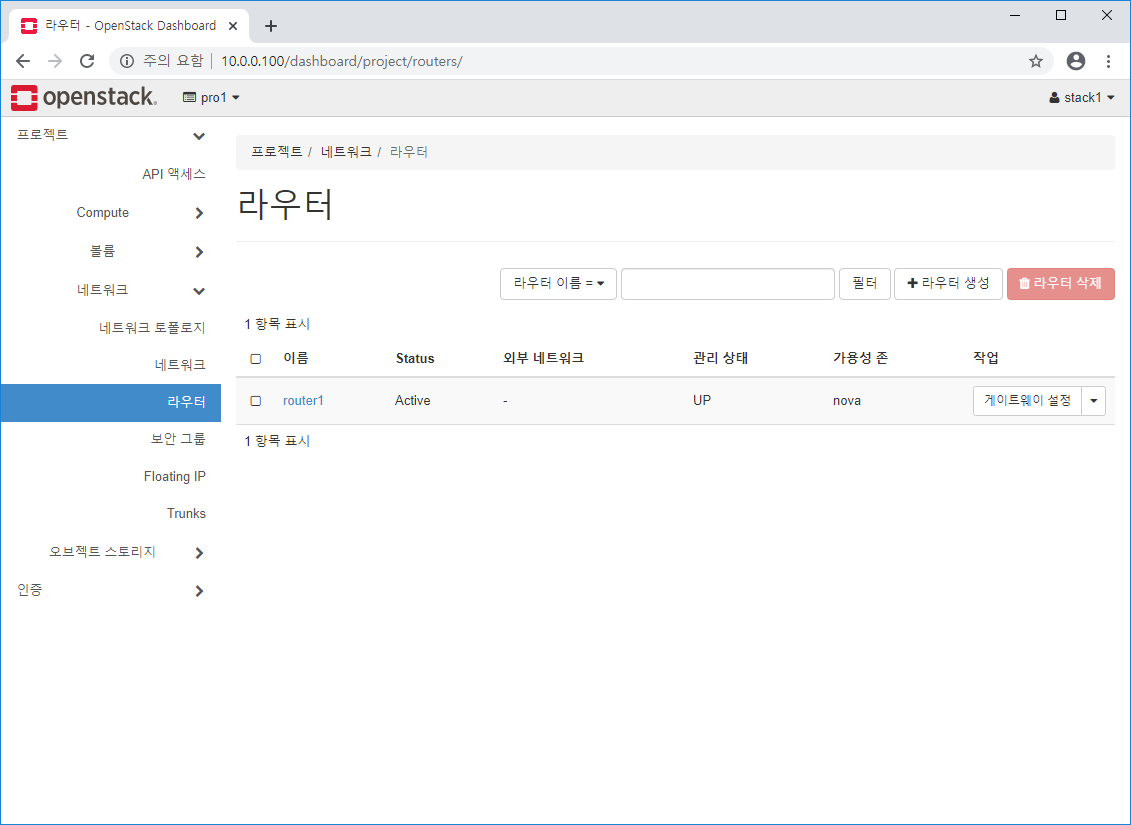 라우터 - OpenStack Dashboard
주의 요함 | 10.0.0.100/dashboard/project/routers/
openstack. pro1 stack1
프로젝트
API 액세스
Compute
볼륨
네트워크
네트워크 토폴로지
네트워크
라우터
보안 그룹
Floating IP
Trunks
오브젝트 스토리지
인증
프로젝트 / 네트워크 / 라우터
라우터
라우터 이름 = 필터 라우터 생성 라우터 삭제
1 항목 표시
이름 Status 외부 네트워크 관리 상태 가용성 존 작업
router1 Active - UP nova 게이트웨이 설정
1 항목 표시